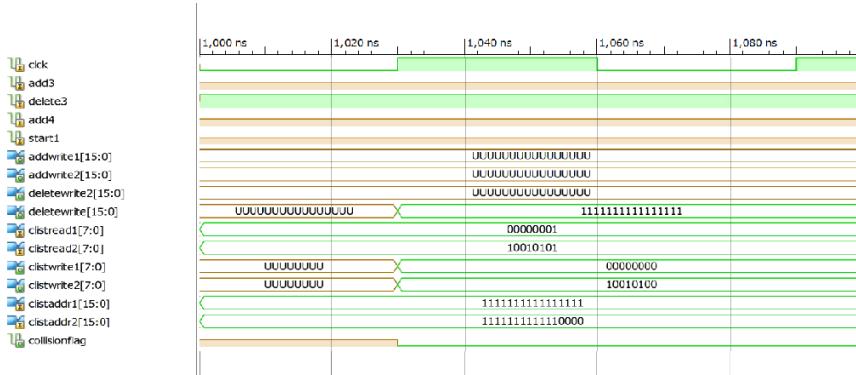 1,000 ns 1,020 ns 1,040 ns 1,060 ns 1,080 ns
clck
add3
delete3
add4
start1
addwrite1[15:0] UUUUUUUUUUUUUUUU
addwrite2[15:0] UUUUUUUUUUUUUUUU
deletewrite2[15:0] UUUUUUUUUUUUUUUU
deletewrite[15:0] UUUUUUUUUUUUUUUU 1111111111111111
clistread1[7:0] 00000001
clistread2[7:0] 10010101
clistwrite1[7:0] UUUUUUUU 00000000
clistwrite2[7:0] UUUUUUUU 10010100
clistaddr1[15:0] 1111111111111111
clistaddr2[15:0] 1111111111110000
collisionflag